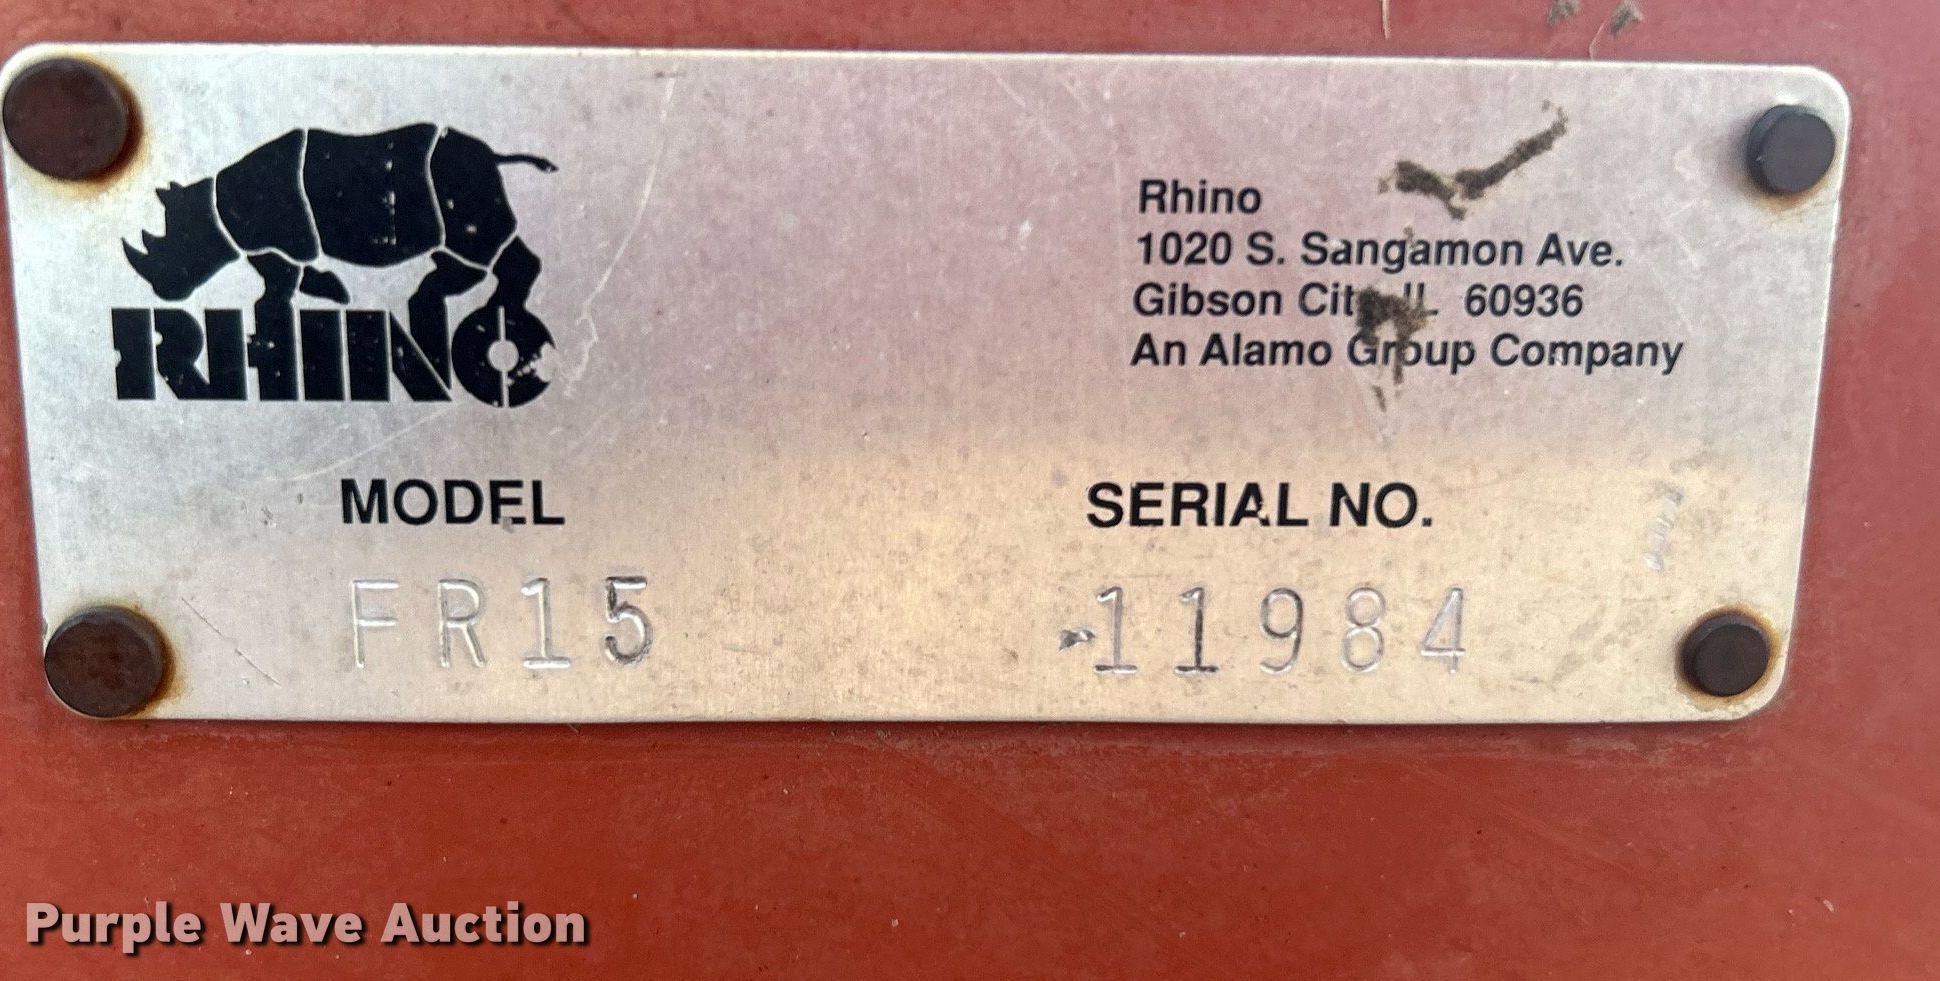 RHINO
Rhino
1020 S. Sangamon Ave.
Gibson City, IL 60936
An Alamo Group Company
MODEL
SERIAL NO.
FR15
11984
Purple Wave Auction